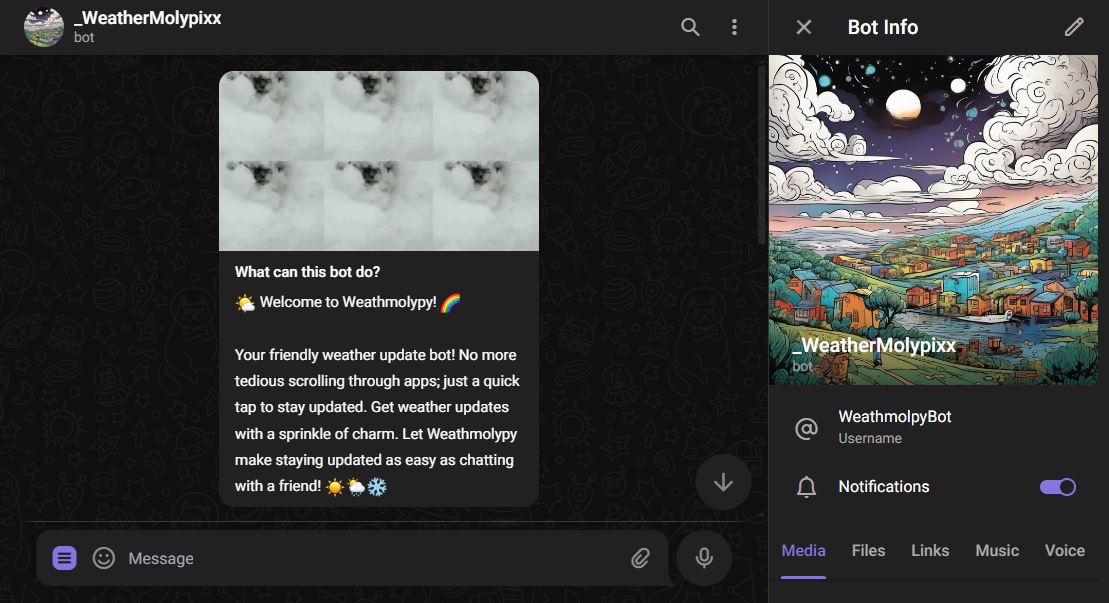 _WeatherMolypixx
bot
What can this bot do?
🌤️ Welcome to Weathmolypy! 🌈
Your friendly weather update bot! No more
tedious scrolling through apps; just a quick
tap to stay updated. Get weather updates
with a sprinkle of charm. Let Weathmolypy
make staying updated as easy as chatting
with a friend! ☀️🌦️❄️
Message
Bot Info
_WeatherMolypixx
bot
WeathmolpyBot
Username
Notifications
Media Files Links Music Voice